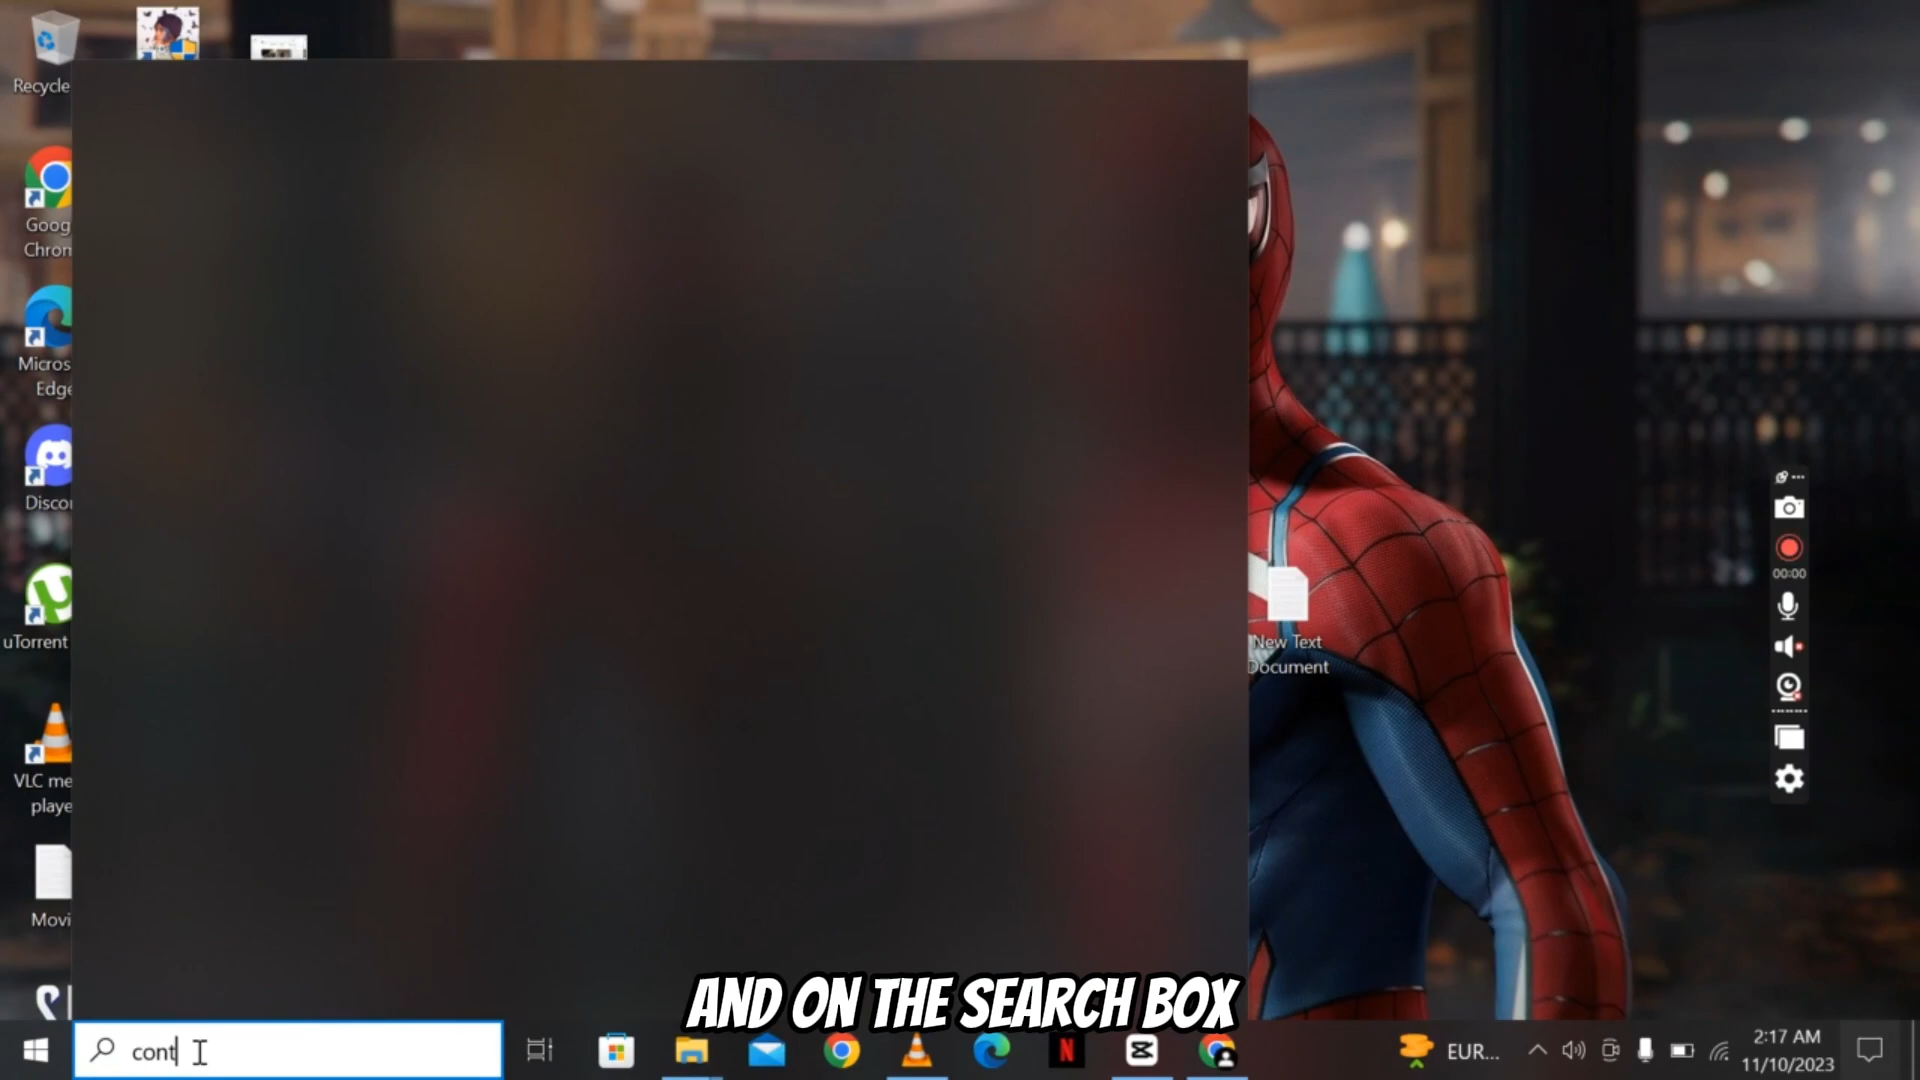 Recycle
Goog
Chrom
Micros
Edge
Disco
uTorrent
VLC me
playe
Movi
New Text
Document
00:00
AND ON THE SEARCH BOX
cont
EUR...
2:17 AM
11/10/2023